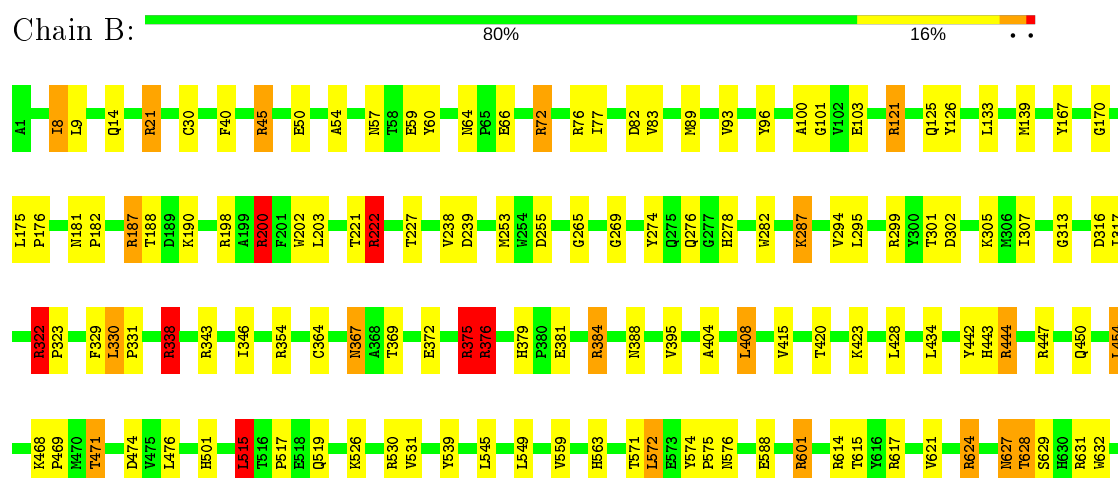 Chain B:
80% 16% • •
A1 I8 L9 Q14 R21 C30 F40 R45 E50 A54 N57 T58 E59 Y60 N64 P65 E66 R72 R76 I77 D82 V83 M89 V93 Y96 A100 G101 V102 E103 R121 Q125 Y126 L133 M139 Y167 G170
L175 P176 N181 P182 R187 T188 D189 K190 R198 A199 R200 F201 W202 L203 T221 R222 T227 V238 D239 M253 W254 D255 G265 G269 Y274 Q275 Q276 G277 H278 W282 K287 V294 L295 R299 Y300 T301 D302 K305 M306 I307 G313 D316 I317
R322 P323 F329 L330 P331 R338 R343 I346 R354 C364 N367 A368 T369 E372 R375 R376 H379 P380 E381 R384 N388 V395 A404 L408 V415 T420 K423 L428 L434 Y442 H443 R444 R447 Q450
K468 P469 M470 T471 D474 V475 L476 H501 L515 T516 P517 E518 Q519 K526 R530 V531 Y539 L545 L549 V559 H563 T571 L572 E573 Y574 P575 N576 E588 R601 R614 T615 Y616 R617 V621 R624 N627 T628 S629 H630 R631 W632